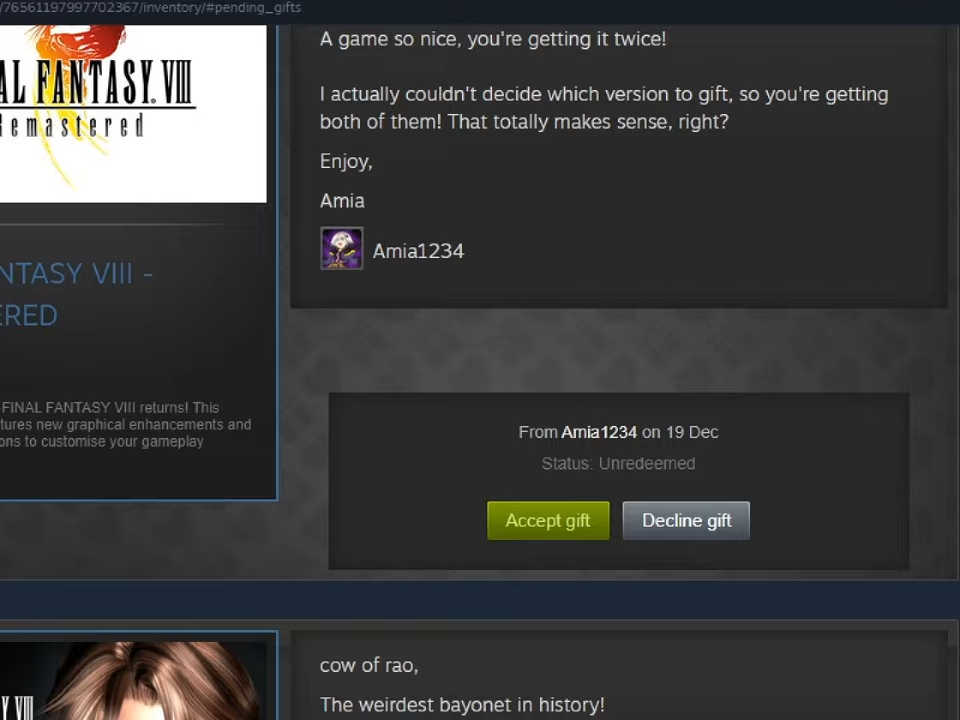 /76561197997702367/inventory/#pending_gifts
A game so nice, you're getting it twice!
AL FANTASY VIII
Remastered
I actually couldn't decide which version to gift, so you're getting
both of them! That totally makes sense, right?
Enjoy,
Amia
Amia1234
NTASY VIII -
ERED
FINAL FANTASY VIII returns! This
tures new graphical enhancements and
ons to customise your gameplay
From Amia1234 on 19 Dec
Status: Unredeemed
Accept gift
Decline gift
cow of rao,
The weirdest bayonet in history!
Y VIII